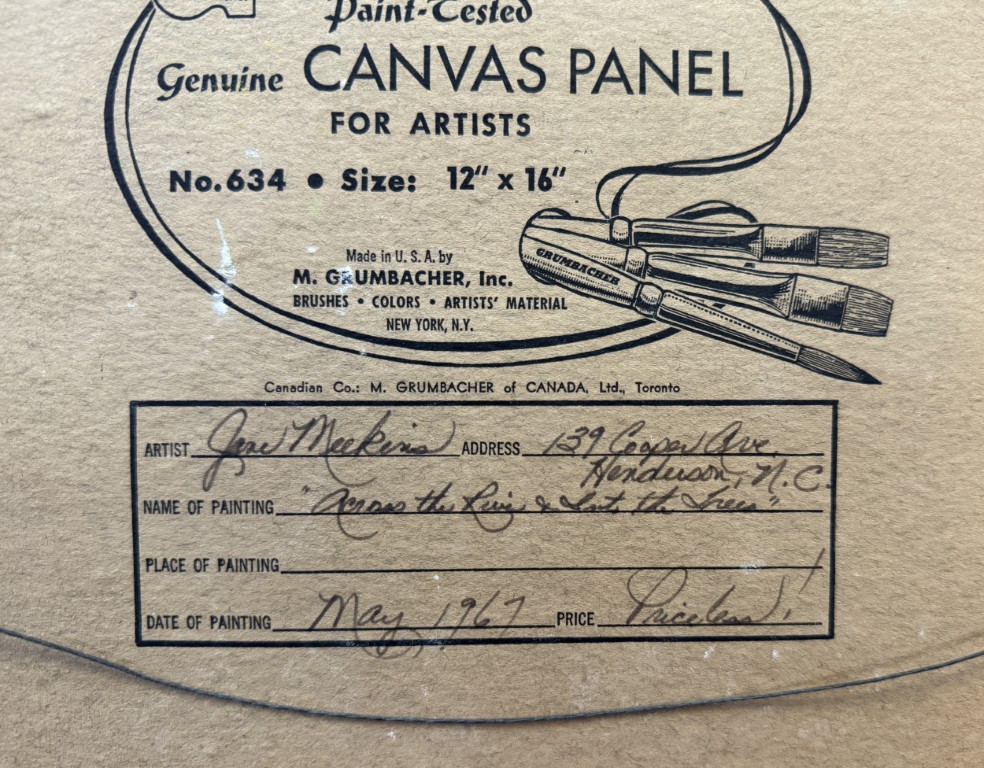 Paint-Tested
Genuine CANVAS PANEL
FOR ARTISTS
No. 634 • Size: 12" x 16"
GRUMBACHER
Made in U. S. A. by
M. GRUMBACHER, Inc.
BRUSHES • COLORS • ARTISTS' MATERIAL
NEW YORK, N.Y.
Canadian Co.: M. GRUMBACHER of CANADA, Ltd., Toronto
ARTIST Jane Meekins ADDRESS 139 Cooper Ave.
Henderson, N.C.
NAME OF PAINTING "Across the River & Into the Trees"
PLACE OF PAINTING
DATE OF PAINTING May, 1967 PRICE Priceless!